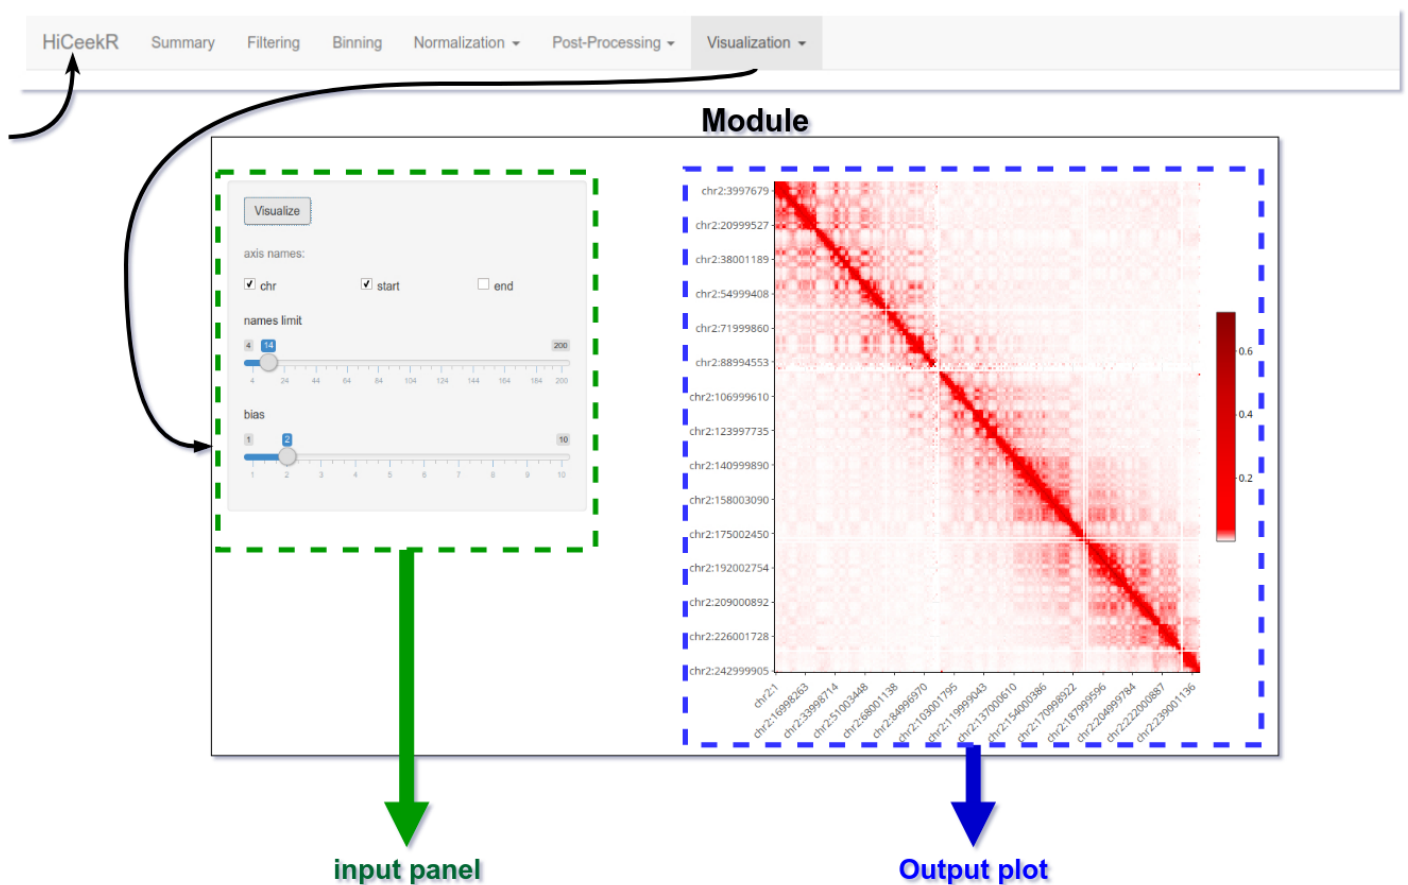 HiCeekR Summary Filtering Binning Normalization Post-Processing Visualization
Module
Visualize
axis names:
chr start end
names limit
4 14 200
4 24 44 64 84 104 124 144 164 184 200
bias
1 2 10
1 2 3 4 5 6 7 8 9 10
chr2:3997679
chr2:20999527
chr2:38001189
chr2:54999408
chr2:71999860
chr2:88994553
chr2:106999610
chr2:123997735
chr2:140999890
chr2:158003090
chr2:175002450
chr2:192002754
chr2:209000892
chr2:226001728
chr2:242999905
0.6
0.4
0.2
chr2:1
chr2:16998263
chr2:33998714
chr2:51003448
chr2:68001138
chr2:84996970
chr2:103001795
chr2:119999043
chr2:137000610
chr2:154000386
chr2:170998922
chr2:187999596
chr2:204999784
chr2:222000887
chr2:239001136
input panel
Output plot